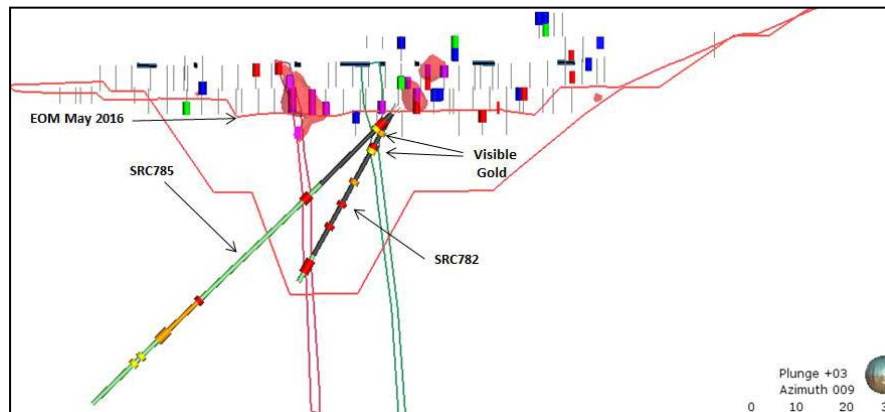 EOM May 2016
SRC785
Visible
Gold
SRC782
Plunge +03
Azimuth 009
0 10 20